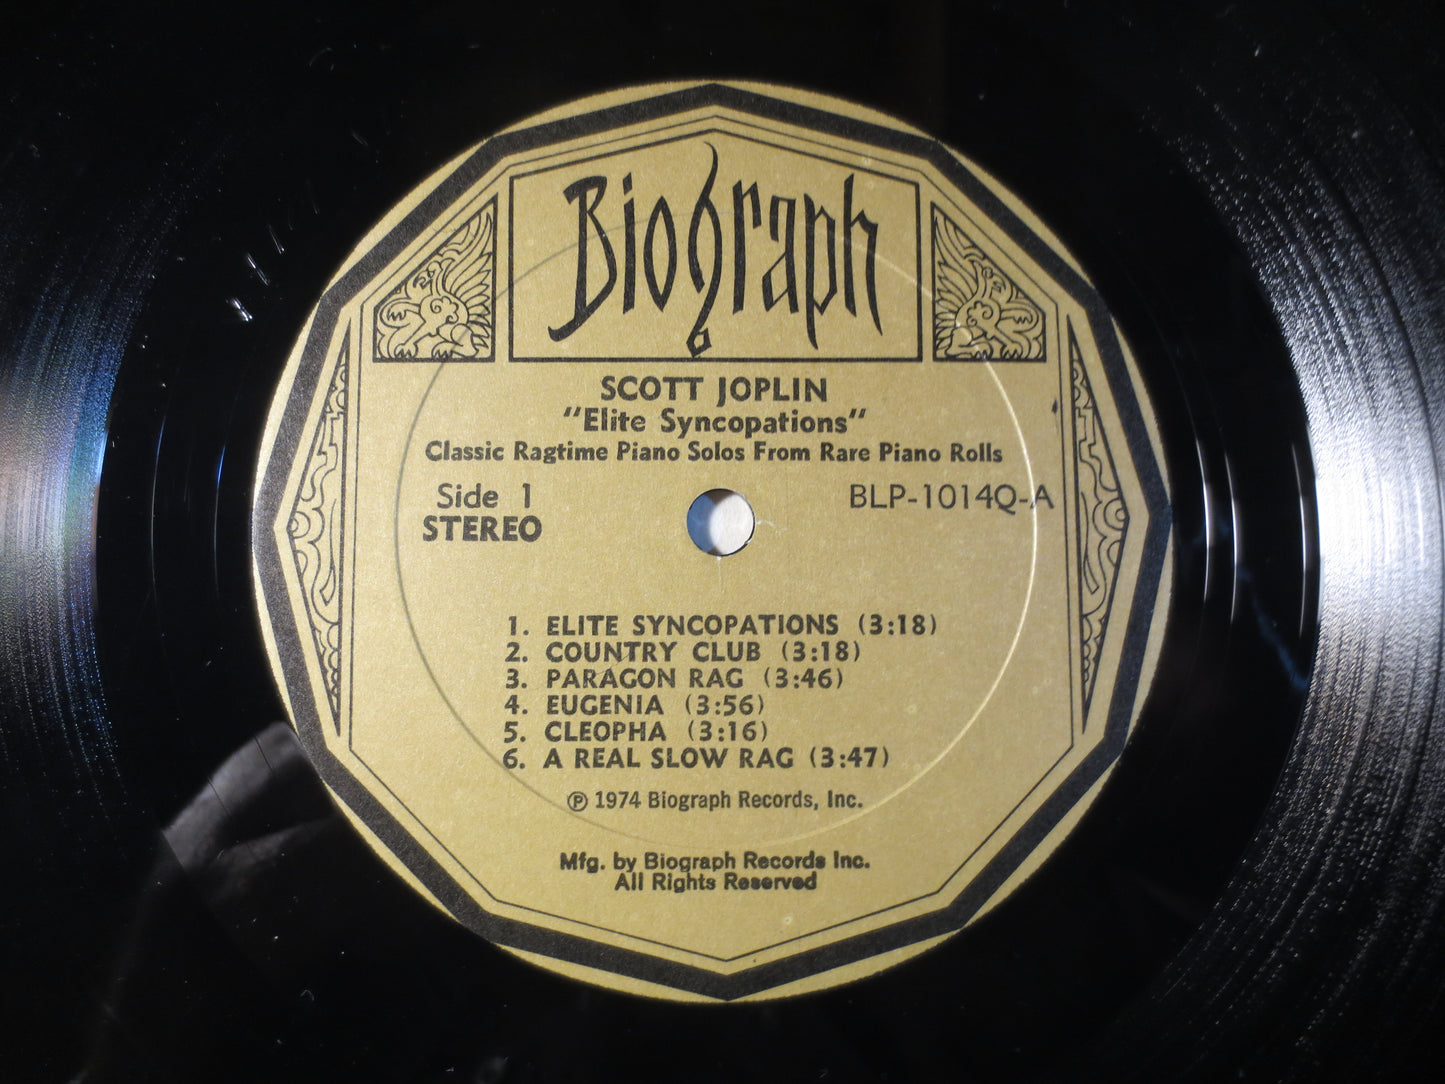 Biograph
SCOTT JOPLIN
"Elite Syncopations"
Classic Ragtime Piano Solos From Rare Piano Rolls
Side 1 BLP-1014Q-A
STEREO
1. ELITE SYNCOPATIONS (3:18)
2. COUNTRY CLUB (3:18)
3. PARAGON RAG (3:46)
4. EUGENIA (3:56)
5. CLEOPHA (3:16)
6. A REAL SLOW RAG (3:47)
℗ 1974 Biograph Records, Inc.
Mfg. by Biograph Records Inc.
All Rights Reserved